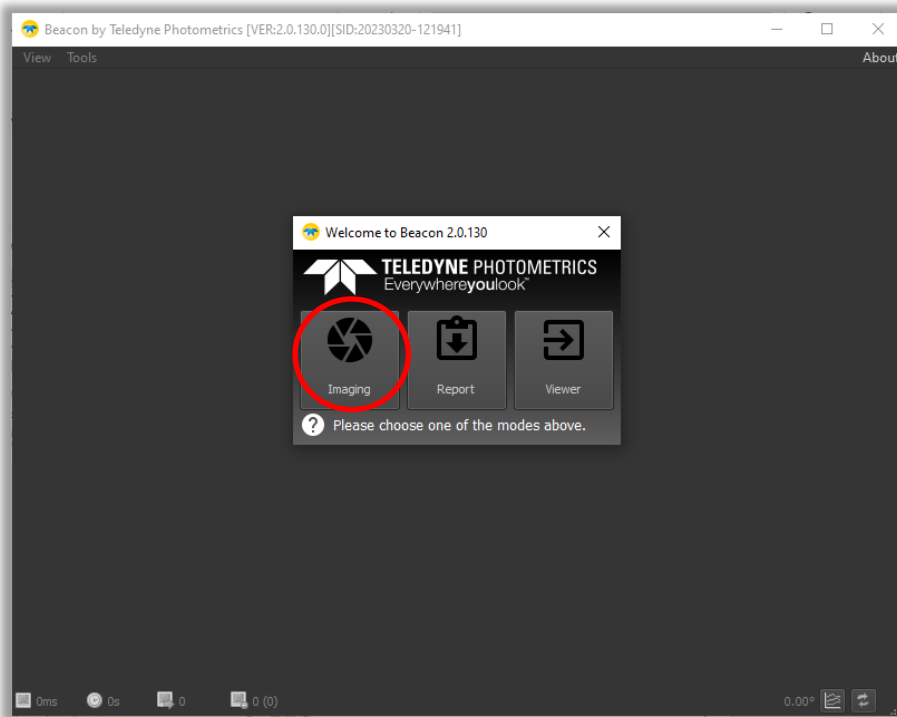 Beacon by Teledyne Photometrics [VER:2.0.130.0][SID:20230320-121941]
View Tools About
Welcome to Beacon 2.0.130
TELEDYNE PHOTOMETRICS
Everywhereyoulook™
Imaging Report Viewer
? Please choose one of the modes above.
0ms 0s 0 0 (0) 0.00°